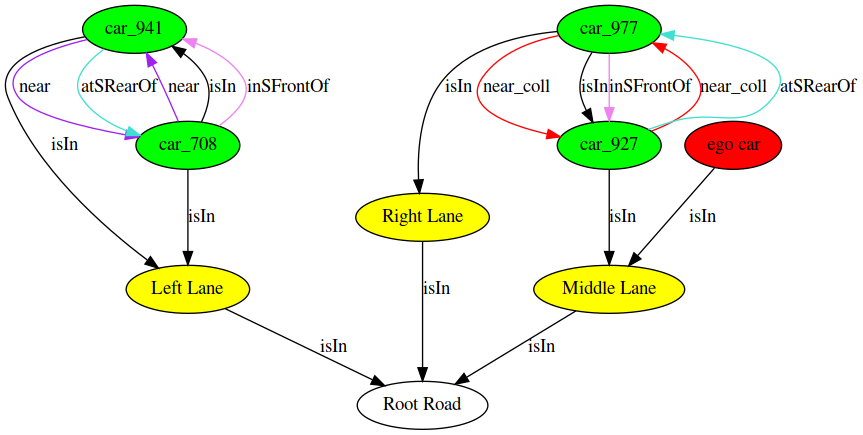 car_941
car_977
near
atSRearOf
near
isIn
inSFrontOf
isIn
near_coll
isIn
inSFrontOf
near_coll
atSRearOf
isIn
car_708
car_927
ego car
isIn
Right Lane
isIn
isIn
Left Lane
isIn
Middle Lane
isIn
isIn
Root Road